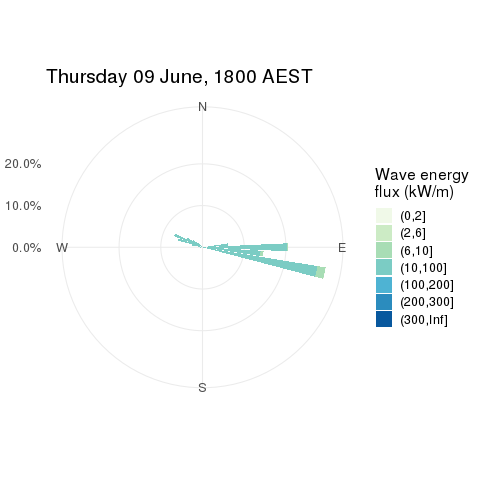 Thursday 09 June, 1800 AEST
N
20.0%
10.0%
0.0%
W
E
S
Wave energy
flux (kW/m)
(0,2]
(2,6]
(6,10]
(10,100]
(100,200]
(200,300]
(300,Inf]